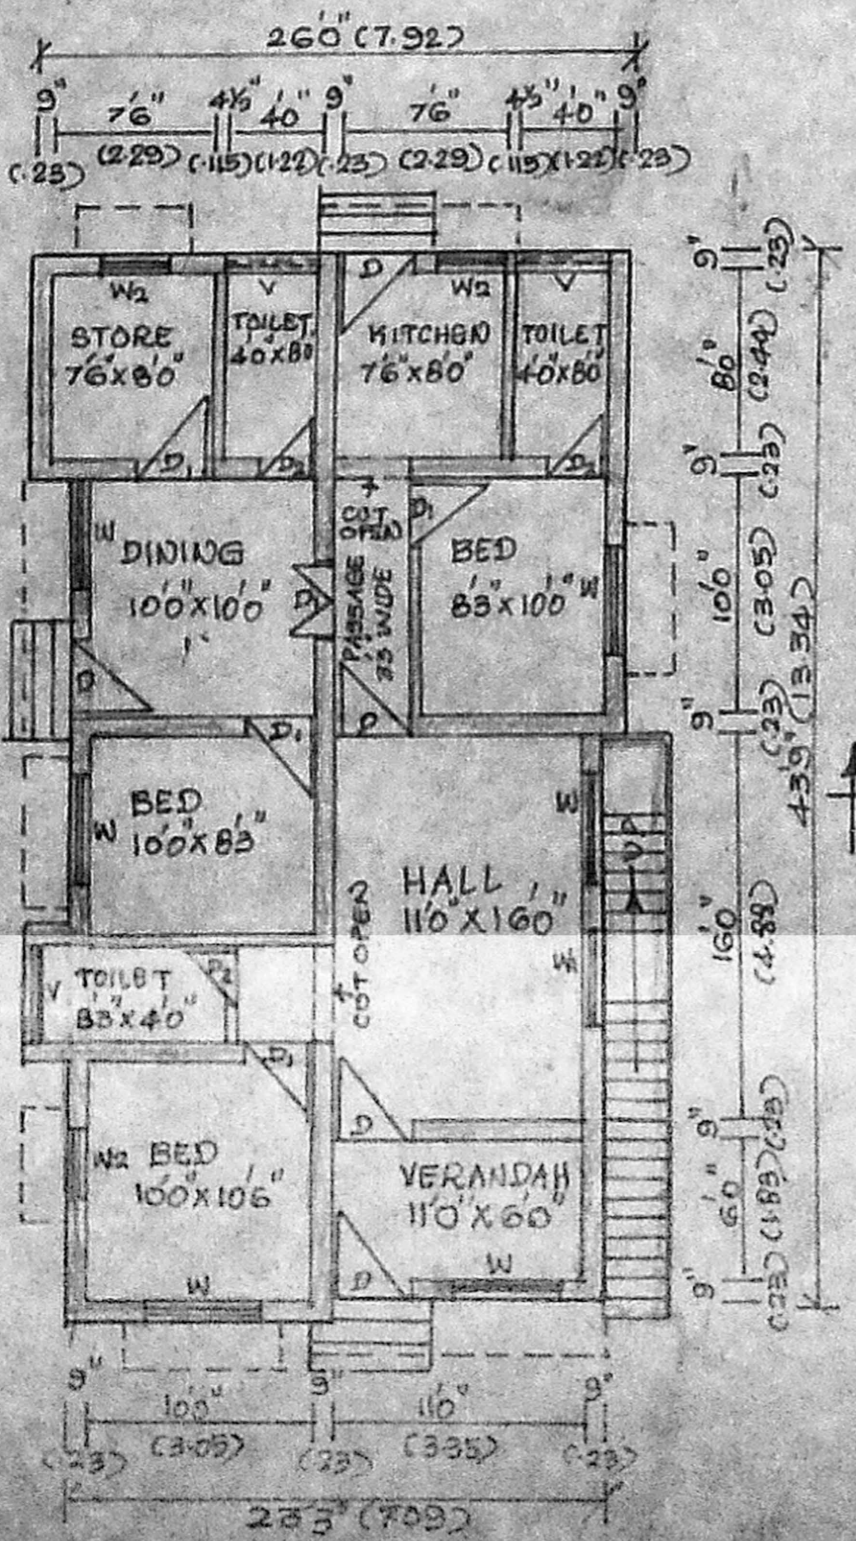 26'0" (7.92)
9" 7'6" 4½" 4'0" 9" 7'6" 4½" 4'0" 9"
(.23) (2.29) (.115) (1.22) (.23) (2.29) (.115) (1.22) (.23)
D
W2 V W2 V
STORE
7'6"X8'0"
TOILET
4'0"X8'0"
KITCHEN
7'6"X8'0"
TOILET
4'0"X8'0"
D1 D2 D2
9" (.23)
8'0" (2.44)
9" (.23)
W DINING
10'0"X10'0"
D
D1
COT
OPEN
PASSAGE
3'3" WIDE
D
D1
BED
8'3"X10'0" W
10'0" (3.05)
9" (.23)
43'9" (13.34)
D1
BED
W 10'0"X8'3"
HALL
11'0"X16'0"
W
W
COT OPEN
UP
16'0" (4.88)
V TOILET D2
8'3"X4'0"
D1
D
W2 BED
10'0"X10'6"
W
VERANDAH
11'0"X6'0"
D W
9" (.23)
6'0" (1.83)
9" (.23)
9" 10'0" 9" 11'0" 9"
(.23) (3.05) (.23) (3.35) (.23)
23'3" (7.09)